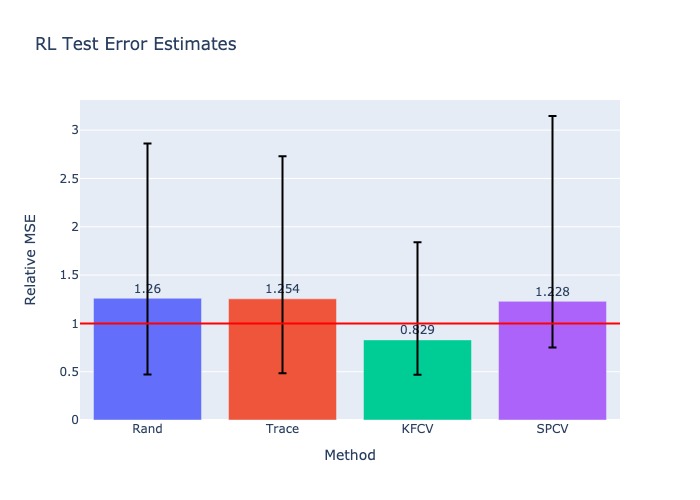 RL Test Error Estimates
Relative MSE
3
2.5
2
1.5
1
0.5
0
1.26
1.254
0.829
1.228
Rand
Trace
KFCV
SPCV
Method